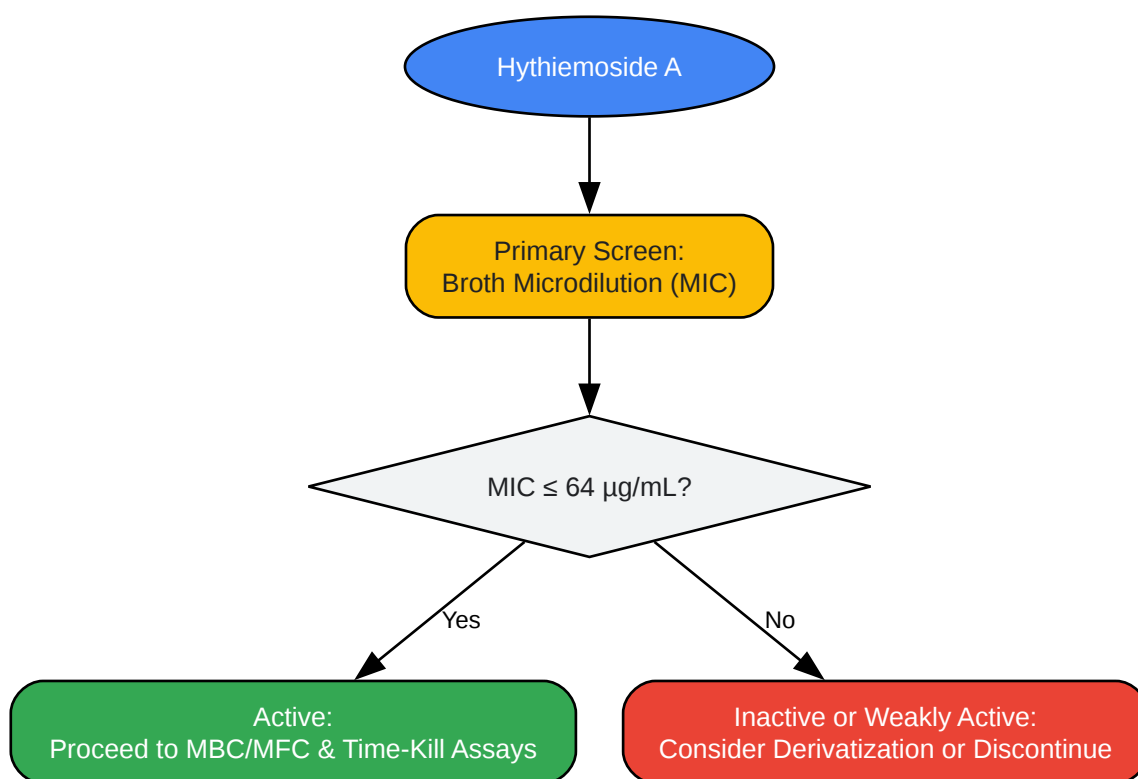 Hythiemoside A
Primary Screen:
Broth Microdilution (MIC)
MIC ≤ 64 µg/mL?
Yes
No
Active:
Proceed to MBC/MFC & Time-Kill Assays
Inactive or Weakly Active:
Consider Derivatization or Discontinue